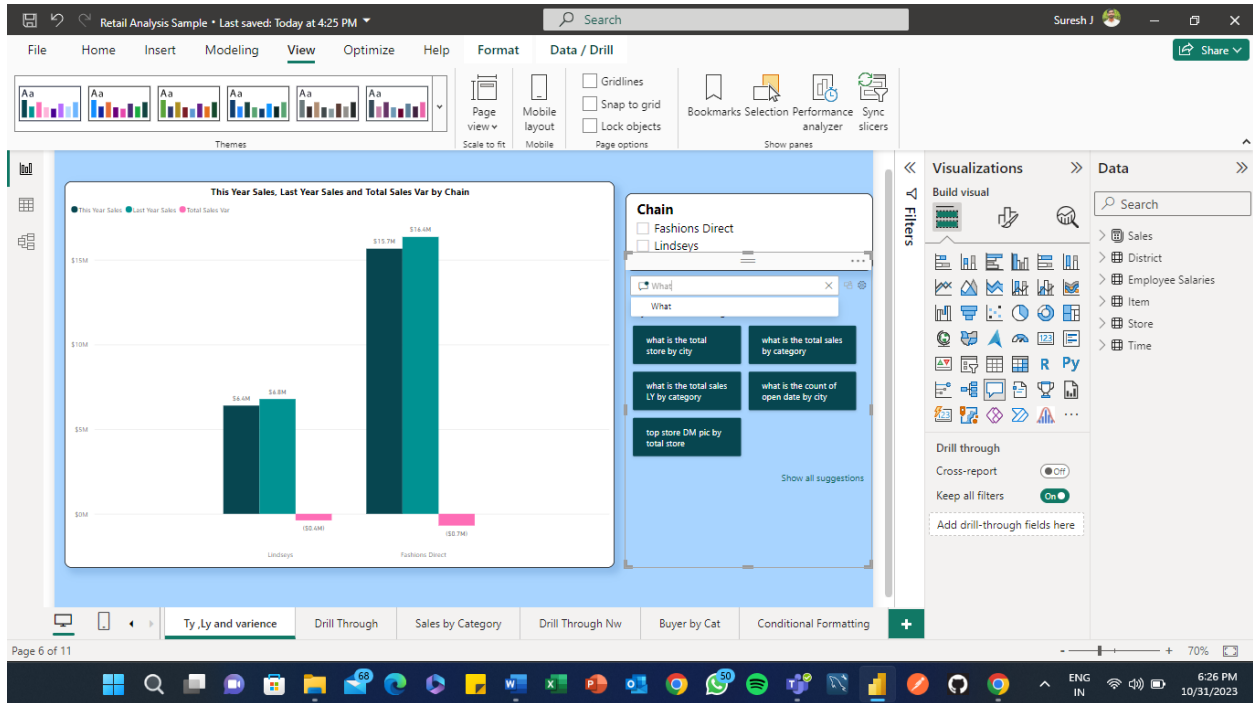 Retail Analysis Sample • Last saved: Today at 4:25 PM
Search
Suresh J
File Home Insert Modeling View Optimize Help Format Data / Drill
Share
Aa Aa Aa Aa Aa Aa
Themes
Page view
Scale to fit
Mobile layout
Mobile
Gridlines
Snap to grid
Lock objects
Page options
Bookmarks Selection Performance analyzer Sync slicers
Show panes
This Year Sales, Last Year Sales and Total Sales Var by Chain
This Year Sales Last Year Sales Total Sales Var
$15M
$10M
$5M
$0M
$6.4M
$6.8M
($0.4M)
$15.7M
$16.4M
($0.7M)
Lindseys
Fashions Direct
Chain
Fashions Direct
Lindseys
What
What
what is the total
store by city
what is the total sales
by category
what is the total sales
LY by category
what is the count of
open date by city
top store DM pic by
total store
Show all suggestions
Filters
Visualizations
Build visual
123
R Py
123
Drill through
Cross-report
Off
Keep all filters
On
Add drill-through fields here
Data
Search
Sales
District
Employee Salaries
Item
Store
Time
Ty ,Ly and varience Drill Through Sales by Category Drill Through Nw Buyer by Cat Conditional Formatting
Page 6 of 11
- + 70%
68
50
ENG
IN
6:26 PM
10/31/2023